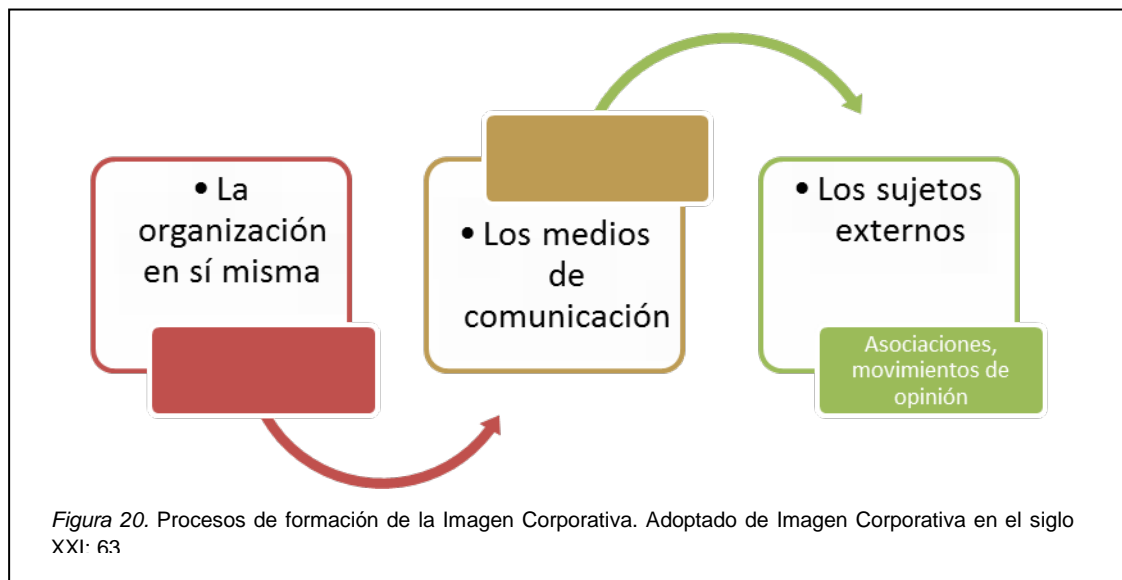 • La
organización
en sí misma
• Los medios
de
comunicación
• Los sujetos
externos
Asociaciones,
movimientos de
opinión
Figura 20. Procesos de formación de la Imagen Corporativa. Adoptado de Imagen Corporativa en el siglo
XXI: 63